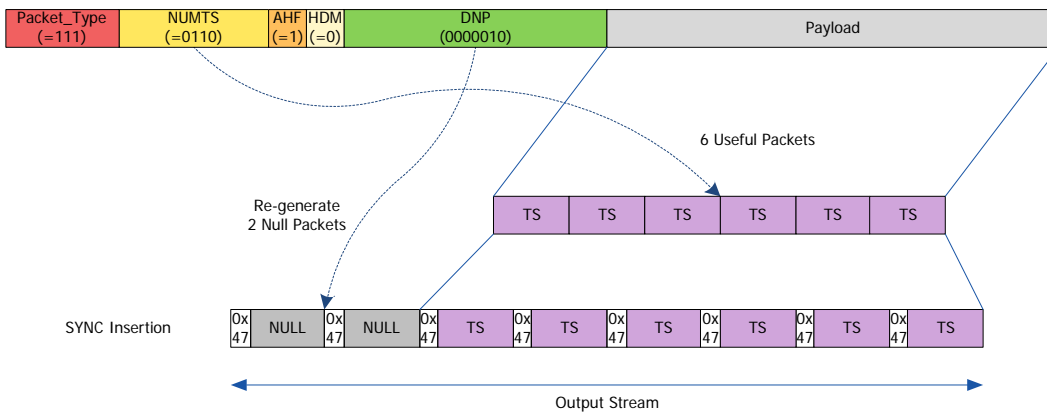 Packet_Type NUMTS AHF HDM DNP Payload
(=111) (=0110) (=1) (=0) (0000010)
6 Useful Packets
Re-generate
2 Null Packets
TS TS TS TS TS TS
SYNC Insertion
0x 0x 0x 0x 0x 0x 0x 0x
NULL NULL TS TS TS TS TS TS
47 47 47 47 47 47 47 47
Output Stream